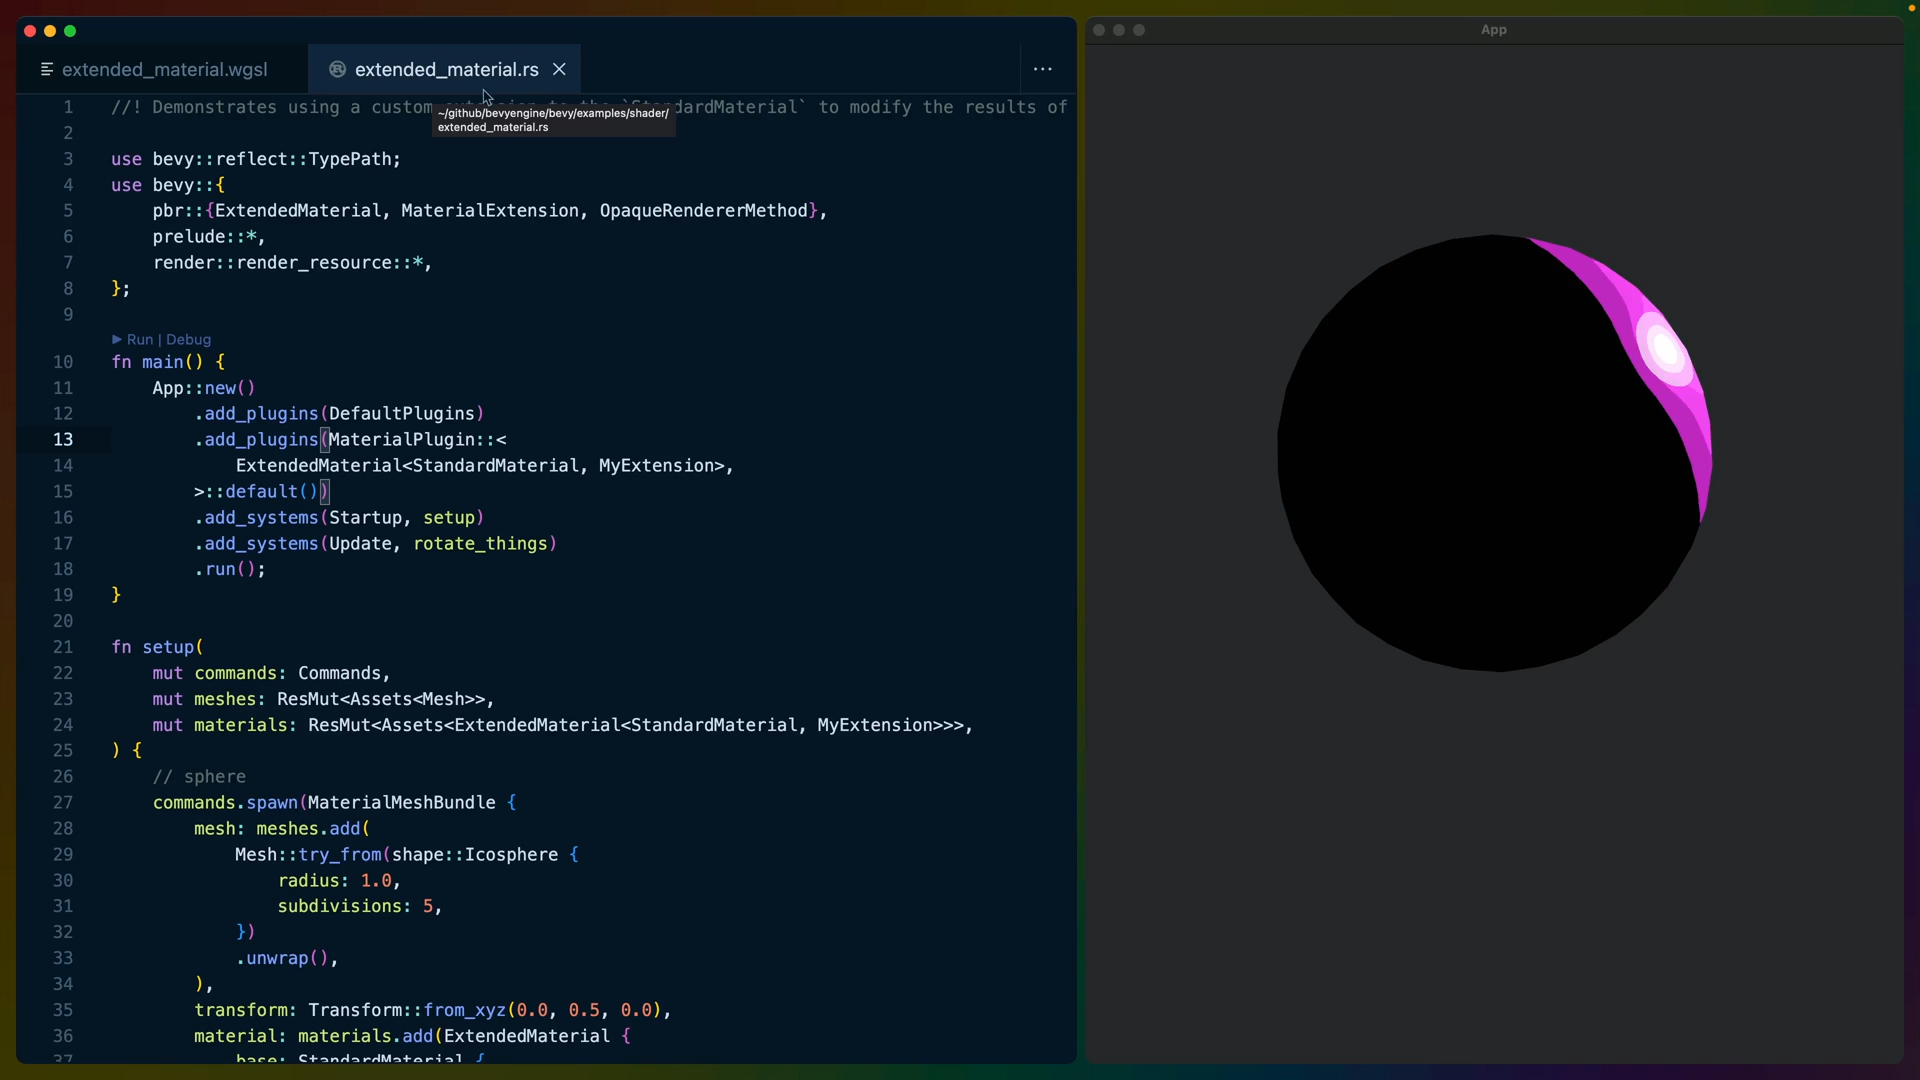 extended_material.wgsl
extended_material.rs
1 //! Demonstrates using a custom extension to the `StandardMaterial` to modify the results of
~/github/bevyengine/bevy/examples/shader/
extended_material.rs
2
3 use bevy::reflect::TypePath;
4 use bevy::{
5 pbr::{ExtendedMaterial, MaterialExtension, OpaqueRendererMethod},
6 prelude::*,
7 render::render_resource::*,
8 };
9
Run | Debug
10 fn main() {
11 App::new()
12 .add_plugins(DefaultPlugins)
13 .add_plugins(MaterialPlugin::<
14 ExtendedMaterial<StandardMaterial, MyExtension>,
15 >::default())
16 .add_systems(Startup, setup)
17 .add_systems(Update, rotate_things)
18 .run();
19 }
20
21 fn setup(
22 mut commands: Commands,
23 mut meshes: ResMut<Assets<Mesh>>,
24 mut materials: ResMut<Assets<ExtendedMaterial<StandardMaterial, MyExtension>>>,
25 ) {
26 // sphere
27 commands.spawn(MaterialMeshBundle {
28 mesh: meshes.add(
29 Mesh::try_from(shape::Icosphere {
30 radius: 1.0,
31 subdivisions: 5,
32 })
33 .unwrap(),
34 ),
35 transform: Transform::from_xyz(0.0, 0.5, 0.0),
36 material: materials.add(ExtendedMaterial {
37 base: StandardMaterial {
App